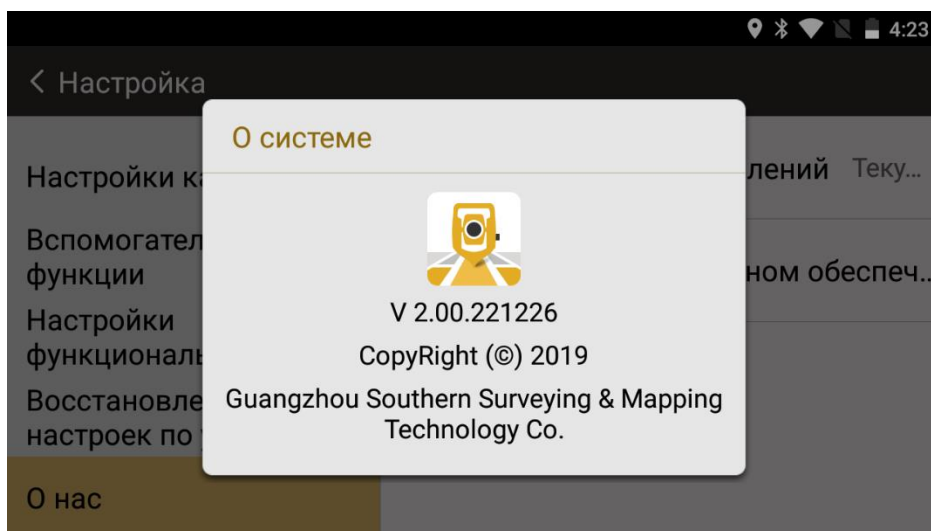 4:23
< Настройка
О системе
Настройки
лений Теку...
Вспомогател
функции
ном обеспеч..
V 2.00.221226
Настройки
CopyRight (©) 2019
функциональ
Guangzhou Southern Surveying & Mapping
Technology Co.
Восстановле
настроек по
О нас